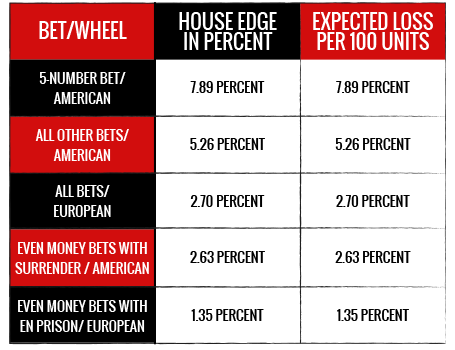 BET/WHEEL
HOUSE EDGE
IN PERCENT
EXPECTED LOSS
PER 100 UNITS
5-NUMBER BET/
AMERICAN
7.89 PERCENT
7.89 PERCENT
ALL OTHER BETS/
AMERICAN
5.26 PERCENT
5.26 PERCENT
ALL BETS/
EUROPEAN
2.70 PERCENT
2.70 PERCENT
EVEN MONEY BETS WITH
SURRENDER / AMERICAN
2.63 PERCENT
2.63 PERCENT
EVEN MONEY BETS WITH
EN PRISON/ EUROPEAN
1.35 PERCENT
1.35 PERCENT